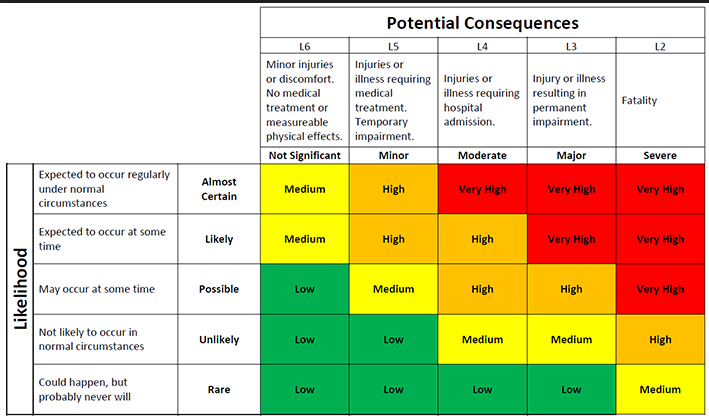 Potential Consequences
L6 L5 L4 L3 L2
Minor injuries
or discomfort.
No medical
treatment or
measureable
physical effects.
Injuries or
illness requiring
medical
treatment.
Temporary
impairment.
Injuries or
illness requiring
hospital
admission.
Injury or illness
resulting in
permanent
impairment.
Fatality
Not Significant Minor Moderate Major Severe
Likelihood
Expected to occur regularly
under normal
circumstances
Almost
Certain
Medium High Very High Very High Very High
Expected to occur at some
time
Likely
Medium High High Very High Very High
May occur at some time
Possible
Low Medium High High Very High
Not likely to occur in
normal circumstances
Unlikely
Low Low Medium Medium High
Could happen, but
probably never will
Rare
Low Low Low Low Medium